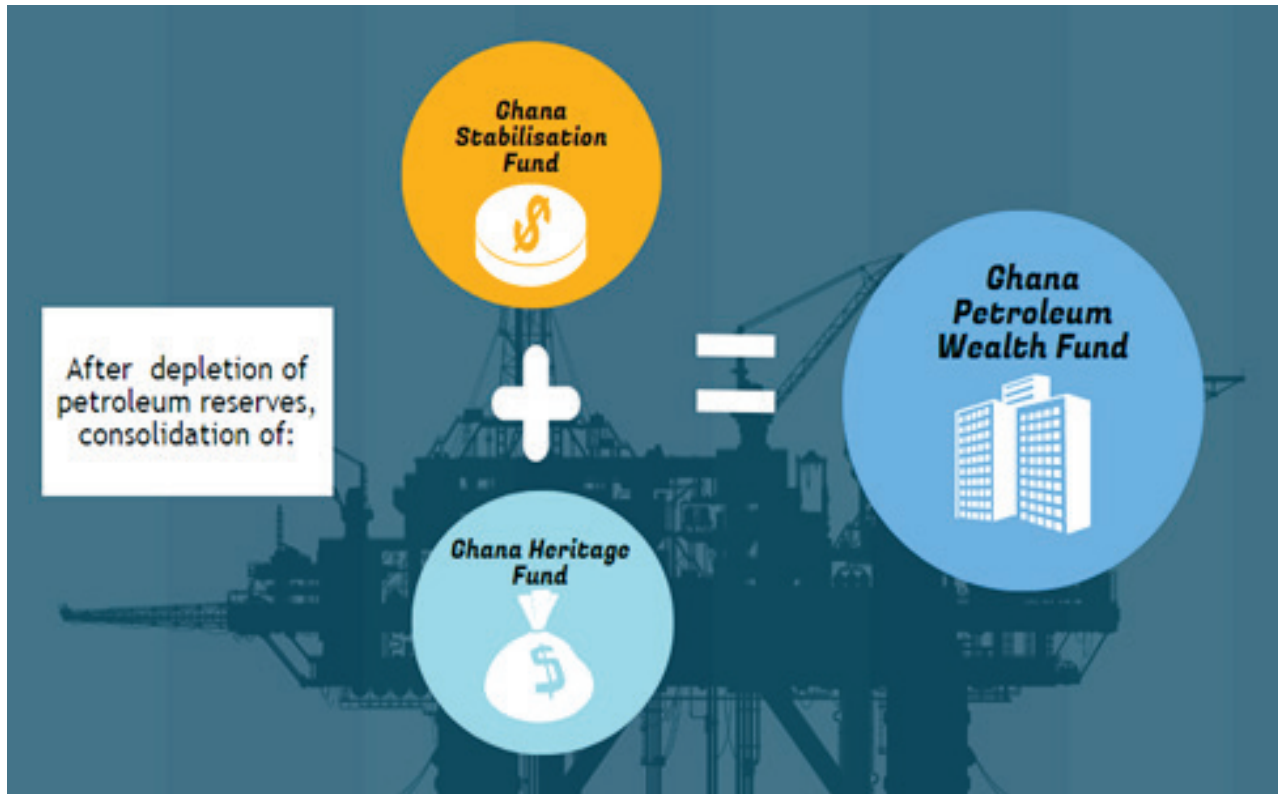 After depletion of
petroleum reserves,
consolidation of:
Ghana
Stabilisation
Fund
$
+
Ghana Heritage
Fund
$
=
Ghana
Petroleum
Wealth Fund